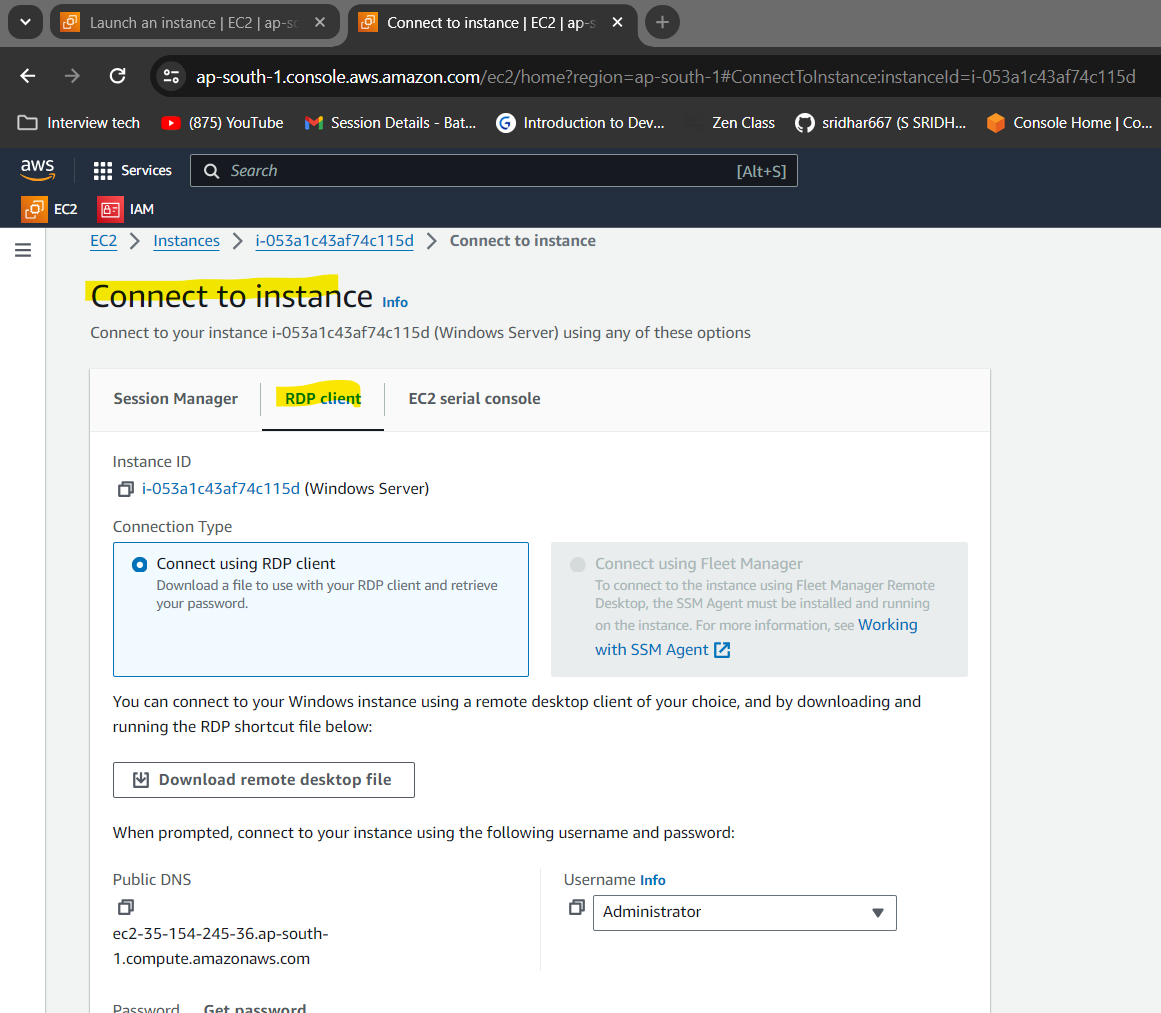 Launch an instance | EC2 | ap-so
Connect to instance | EC2 | ap-s
ap-south-1.console.aws.amazon.com/ec2/home?region=ap-south-1#ConnectToInstance:instanceId=i-053a1c43af74c115d
Interview tech (875) YouTube Session Details - Bat... Introduction to Dev... Zen Class sridhar667 (S SRIDH... Console Home | Co...
aws Services Search [Alt+S]
EC2 IAM
EC2 Instances i-053a1c43af74c115d Connect to instance
Connect to instance Info
Connect to your instance i-053a1c43af74c115d (Windows Server) using any of these options
Session Manager RDP client EC2 serial console
Instance ID
i-053a1c43af74c115d (Windows Server)
Connection Type
Connect using RDP client
Download a file to use with your RDP client and retrieve
your password.
Connect using Fleet Manager
To connect to the instance using Fleet Manager Remote
Desktop, the SSM Agent must be installed and running
on the instance. For more information, see Working
with SSM Agent
You can connect to your Windows instance using a remote desktop client of your choice, and by downloading and
running the RDP shortcut file below:
Download remote desktop file
When prompted, connect to your instance using the following username and password:
Public DNS
ec2-35-154-245-36.ap-south-
1.compute.amazonaws.com
Username Info
Administrator
Password Get password